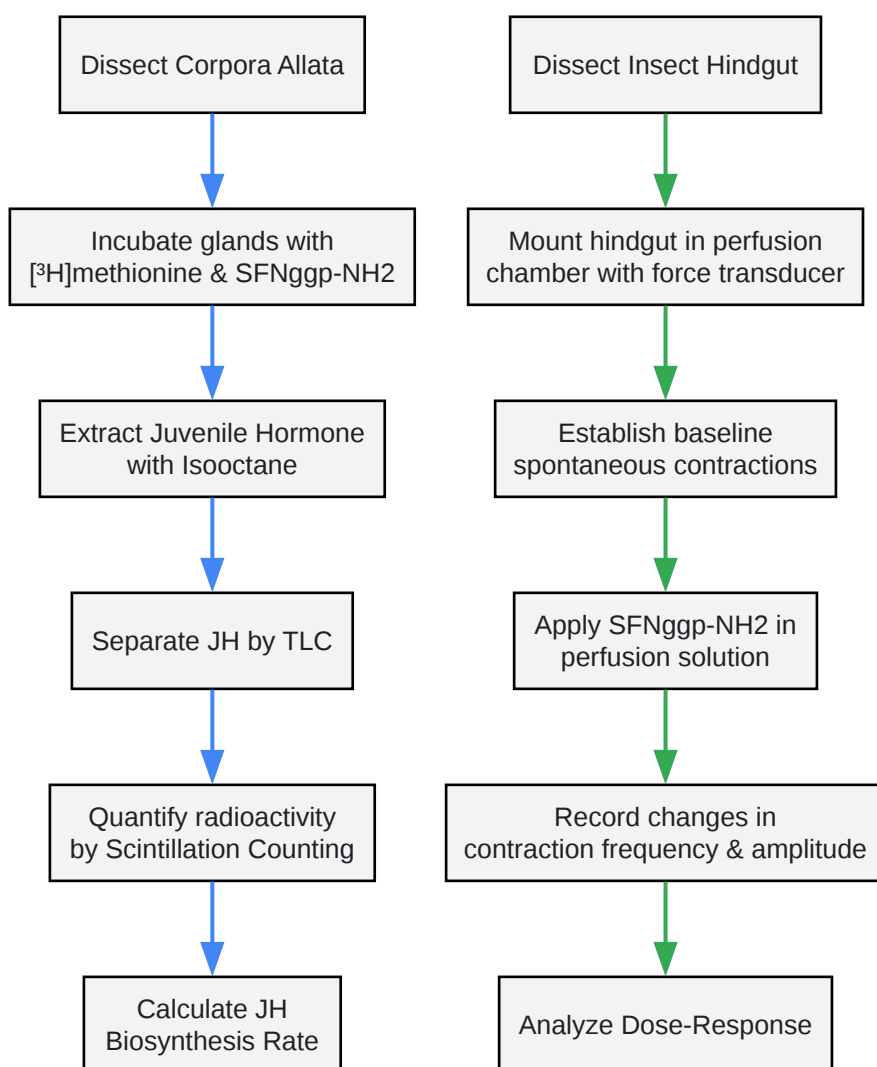 Dissect Corpora Allata
Incubate glands with
[³H]methionine & SFNggp-NH2
Extract Juvenile Hormone
with Isooctane
Separate JH by TLC
Quantify radioactivity
by Scintillation Counting
Calculate JH
Biosynthesis Rate
Dissect Insect Hindgut
Mount hindgut in perfusion
chamber with force transducer
Establish baseline
spontaneous contractions
Apply SFNggp-NH2 in
perfusion solution
Record changes in
contraction frequency & amplitude
Analyze Dose-Response